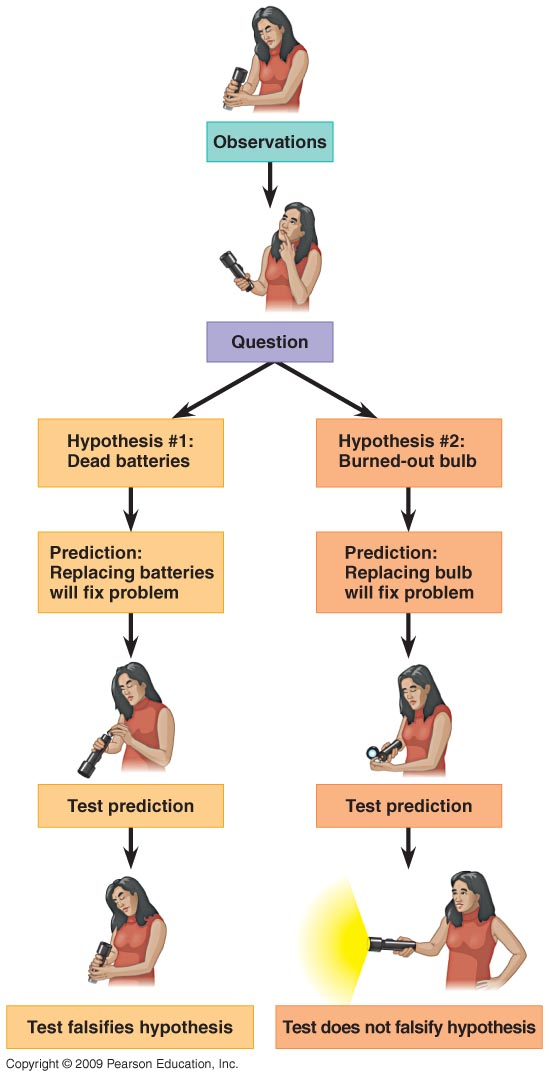 Observations
Question
Hypothesis #1:
Dead batteries
Hypothesis #2:
Burned-out bulb
Prediction:
Replacing batteries
will fix problem
Prediction:
Replacing bulb
will fix problem
Test prediction
Test prediction
Test falsifies hypothesis
Test does not falsify hypothesis
Copyright © 2009 Pearson Education, Inc.